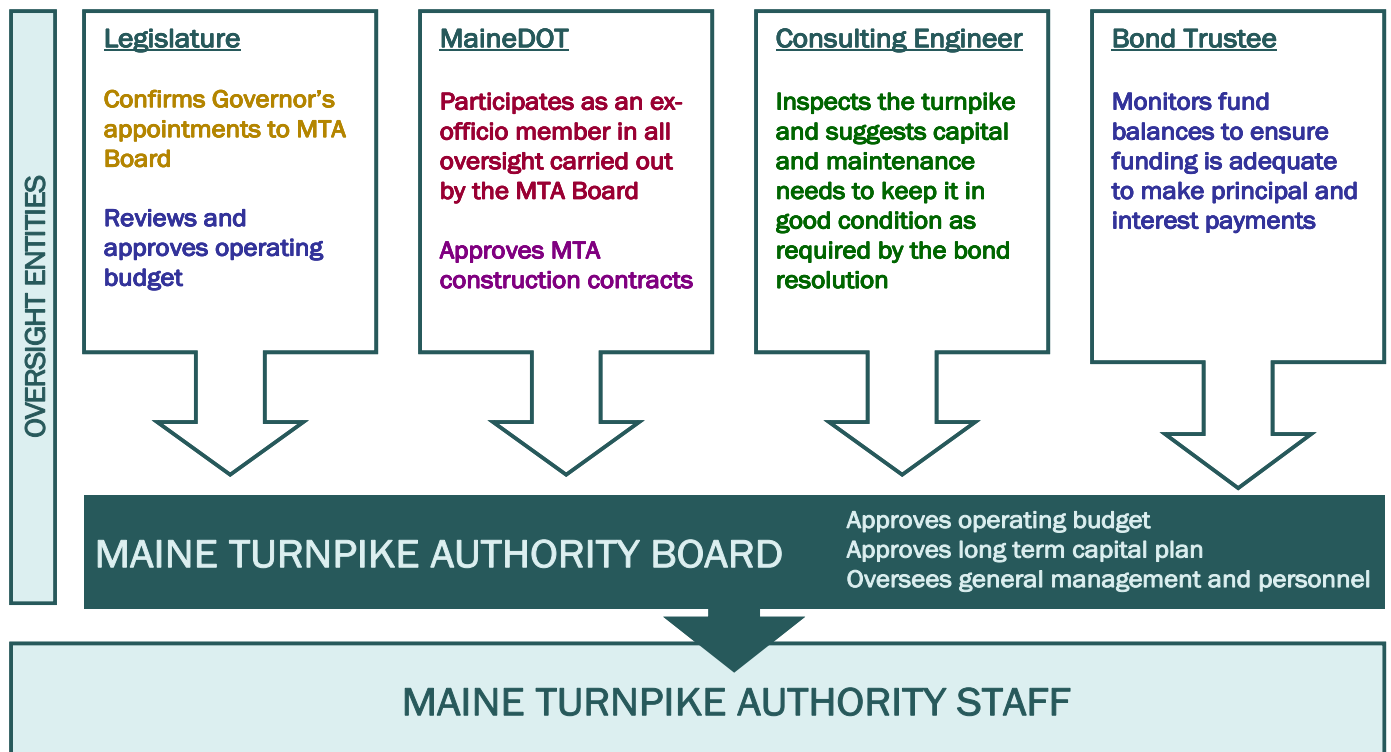 OVERSIGHT ENTITIES
Legislature
Confirms Governor’s
appointments to MTA
Board
Reviews and
approves operating
budget
MaineDOT
Participates as an ex-
officio member in all
oversight carried out
by the MTA Board
Approves MTA
construction contracts
Consulting Engineer
Inspects the turnpike
and suggests capital
and maintenance
needs to keep it in
good condition as
required by the bond
resolution
Bond Trustee
Monitors fund
balances to ensure
funding is adequate
to make principal and
interest payments
MAINE TURNPIKE AUTHORITY BOARD
Approves operating budget
Approves long term capital plan
Oversees general management and personnel
MAINE TURNPIKE AUTHORITY STAFF